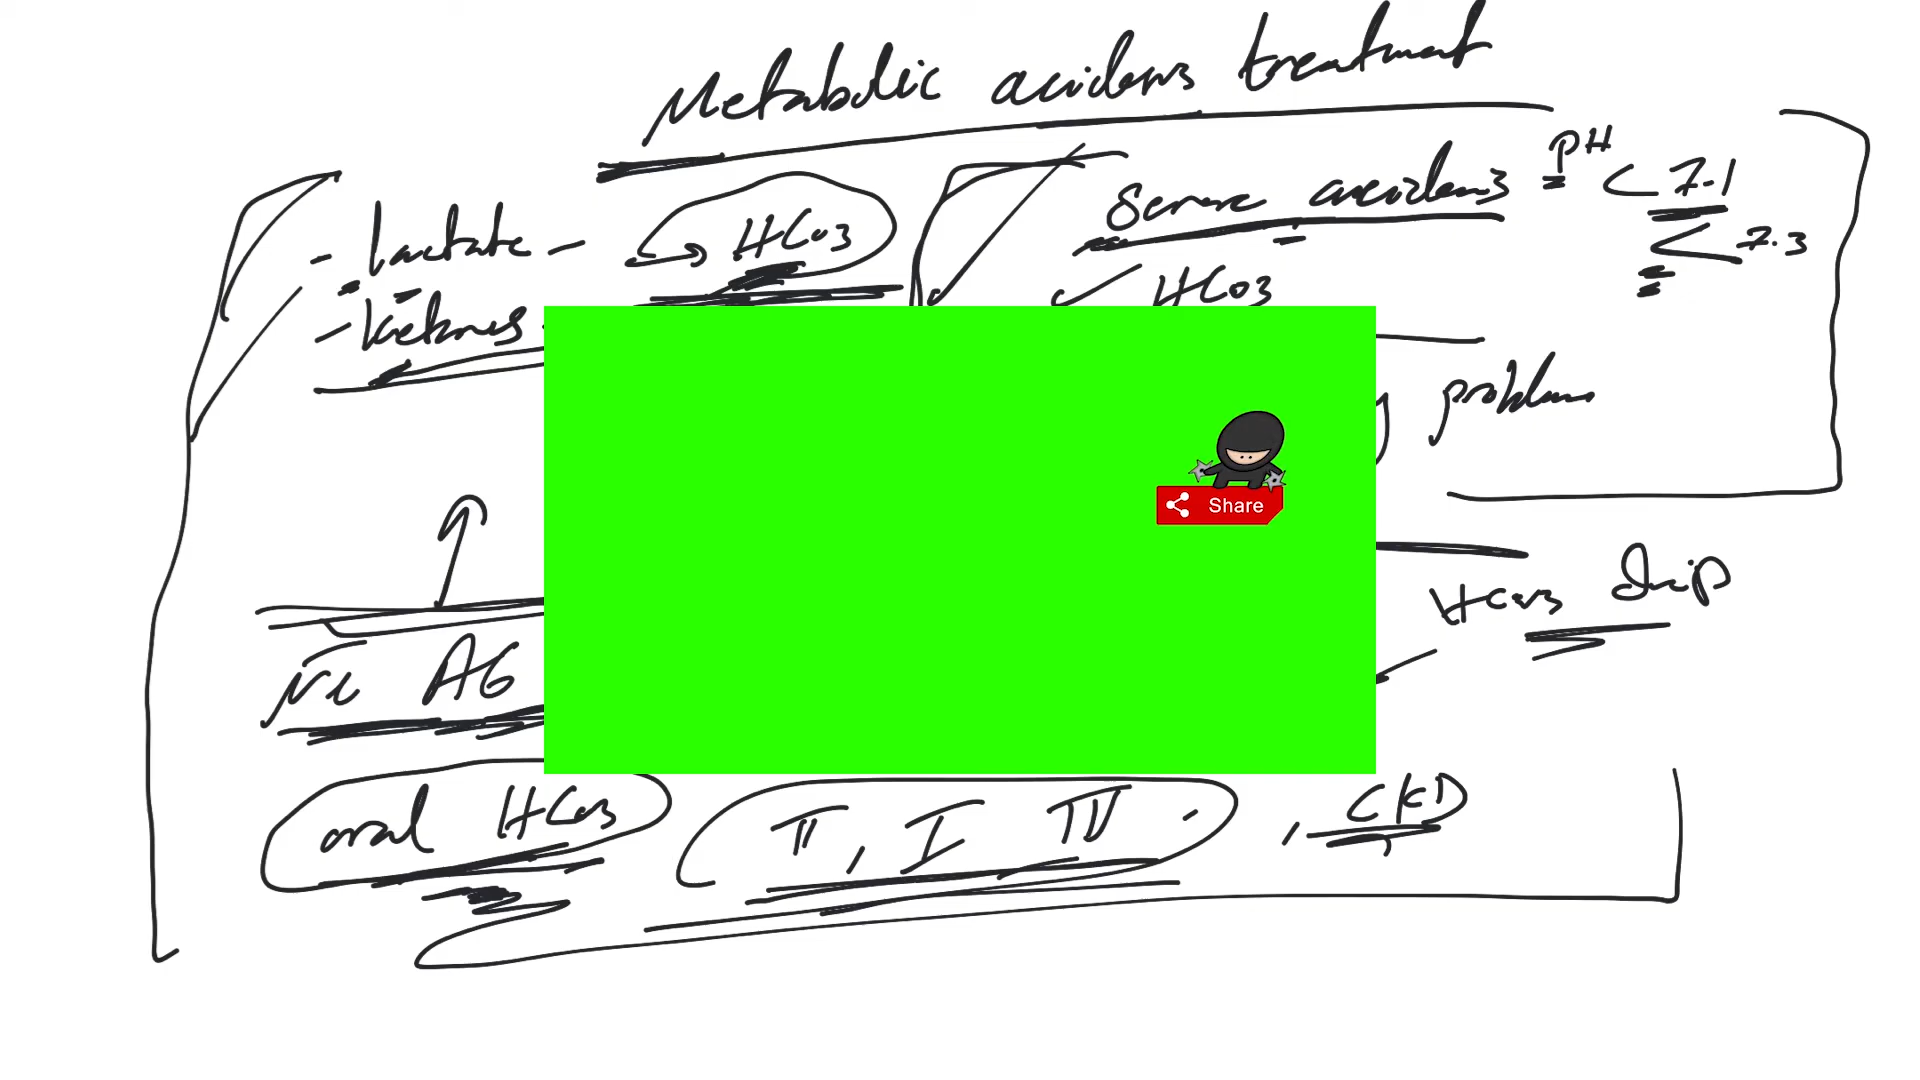 Metabolic acidosis treatment
Severe acidosis pH < 7.1
< 7.3
- lactate - → HCO3
✓ HCO3
- Ketones
problem
Share
HCO3 drip
NL AG
oral HCO3
II, I IV , CKD